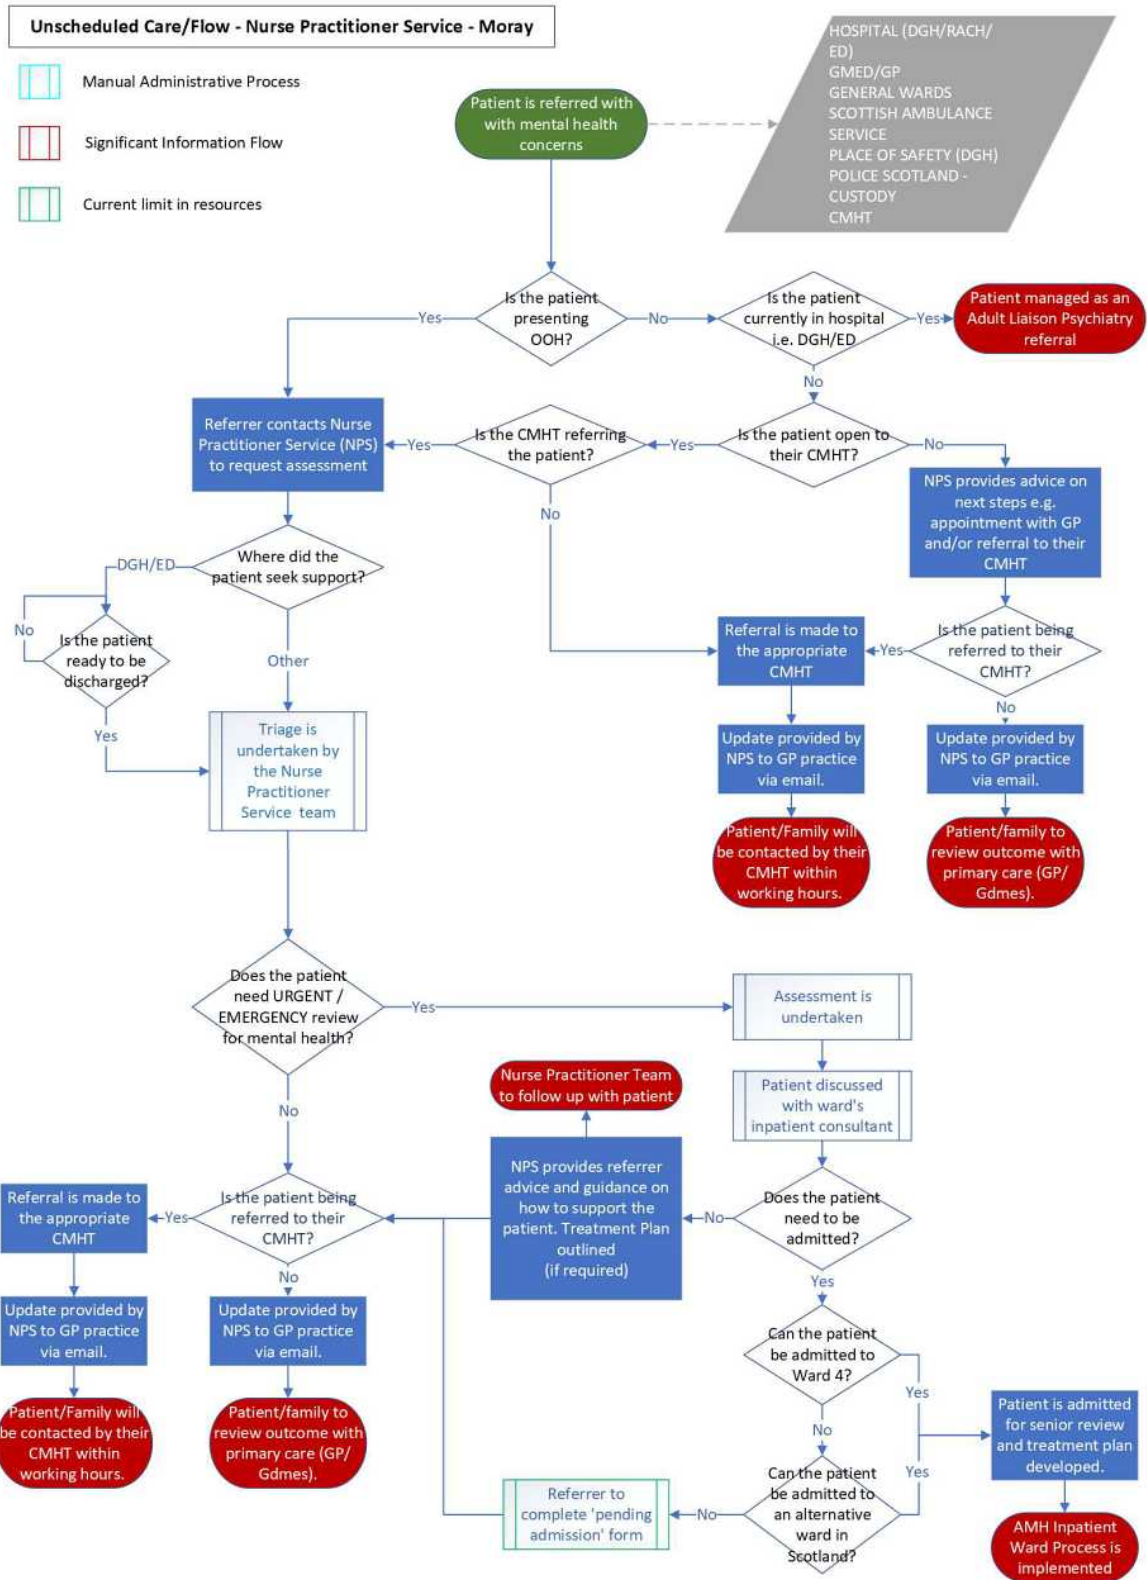 Unscheduled Care/Flow - Nurse Practitioner Service - Moray
Manual Administrative Process
Significant Information Flow
Current limit in resources
Patient is referred with
with mental health
concerns
HOSPITAL (DGH/RACH/
ED)
GMED/GP
GENERAL WARDS
SCOTTISH AMBULANCE
SERVICE
PLACE OF SAFETY (DGH)
POLICE SCOTLAND -
CUSTODY
CMHT
Is the patient
presenting
OOH?
Yes
No
Is the patient
currently in hospital
i.e. DGH/ED
Yes
Patient managed as an
Adult Liaison Psychiatry
referral
No
Referrer contacts Nurse
Practitioner Service (NPS)
to request assessment
Yes
Is the CMHT referring
the patient?
Yes
Is the patient open to
their CMHT?
No
NPS provides advice on
next steps e.g.
appointment with GP
and/or referral to their
CMHT
No
Where did the
patient seek support?
DGH/ED
No
Is the patient
ready to be
discharged?
Yes
Other
Referral is made to
the appropriate
CMHT
Yes
Is the patient being
referred to their
CMHT?
No
Triage is
undertaken by
the Nurse
Practitioner
Service team
Update provided by
NPS to GP practice
via email.
Update provided by
NPS to GP practice
via email.
Patient/Family will
be contacted by their
CMHT within
working hours.
Patient/family to
review outcome with
primary care (GP/
Gdmes).
Does the patient
need URGENT /
EMERGENCY review
for mental health?
Yes
Assessment is
undertaken
No
Nurse Practitioner Team
to follow up with patient
Patient discussed
with ward's
inpatient consultant
NPS provides referrer
advice and guidance on
how to support the
patient. Treatment Plan
outlined
(if required)
No
Does the patient
need to be
admitted?
Yes
Referral is made to
the appropriate
CMHT
Yes
Is the patient being
referred to their
CMHT?
No
Update provided by
NPS to GP practice
via email.
Update provided by
NPS to GP practice
via email.
Patient/Family will
be contacted by their
CMHT within
working hours.
Patient/family to
review outcome with
primary care (GP/
Gdmes).
Can the patient
be admitted to
Ward 4?
Yes
No
Patient is admitted
for senior review
and treatment plan
developed.
Can the patient
be admitted to
an alternative
ward in
Scotland?
Yes
No
Referrer to
complete 'pending
admission' form
AMH Inpatient
Ward Process is
implemented